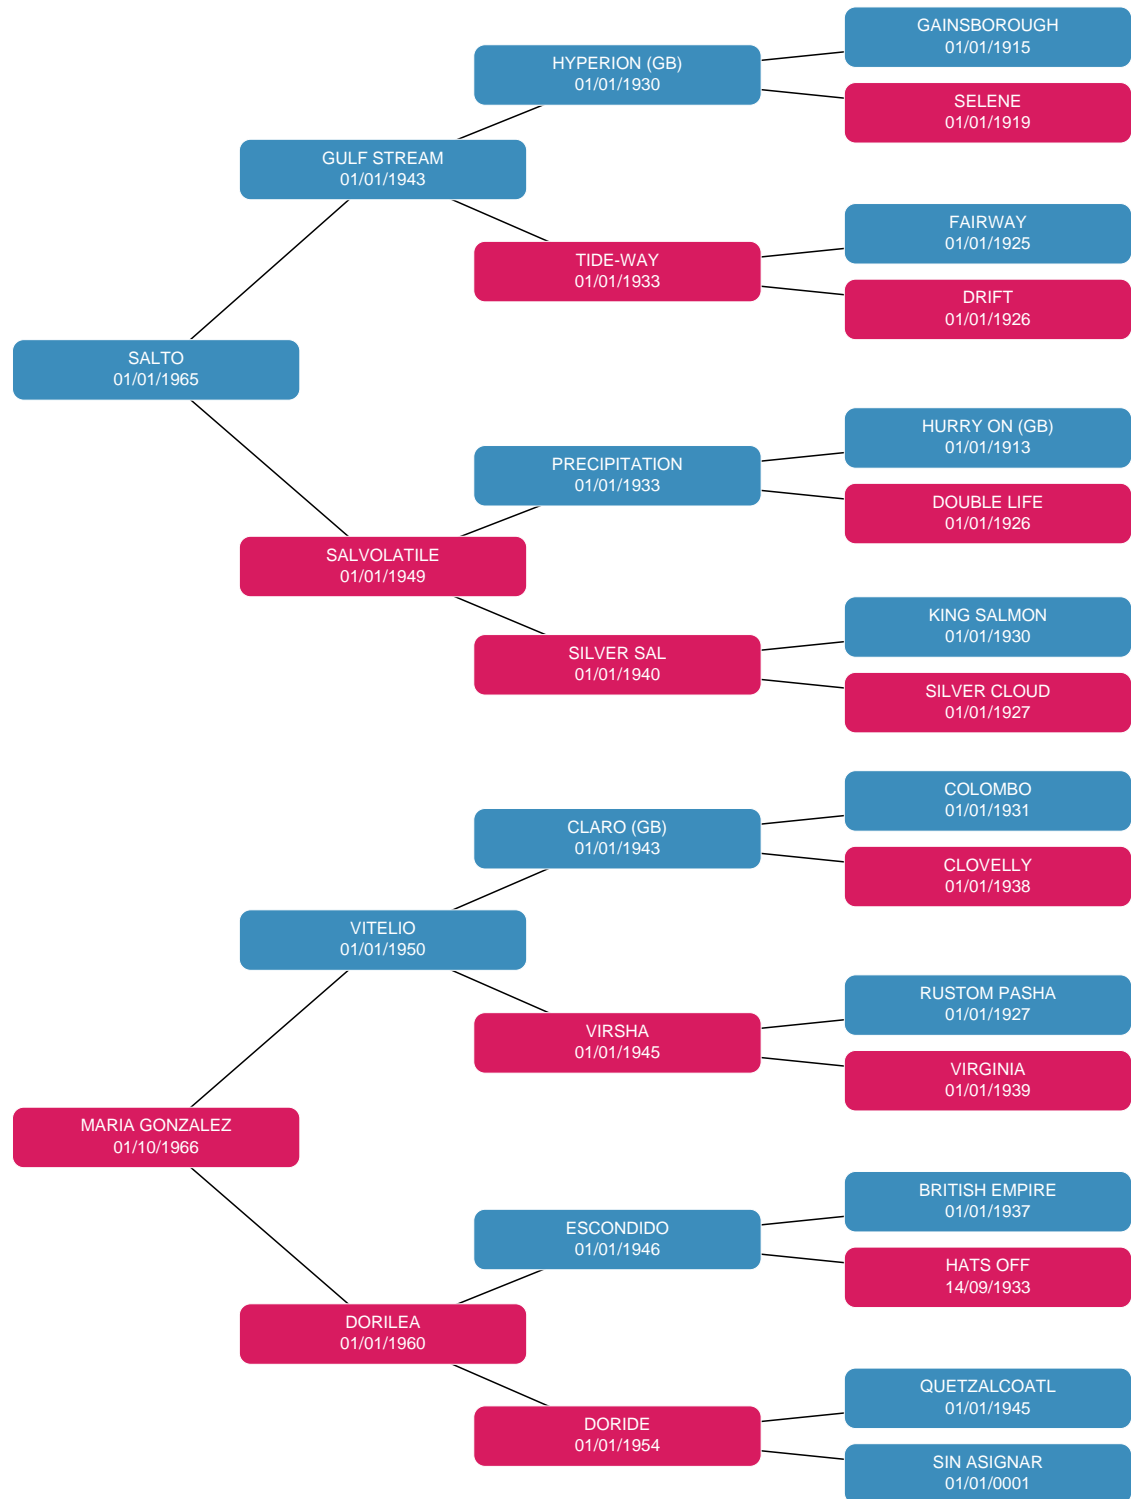 GAINSBOROUGH
01/01/1915
HYPERION (GB)
01/01/1930
SELENE
01/01/1919
GULF STREAM
01/01/1943
FAIRWAY
01/01/1925
TIDE-WAY
01/01/1933
DRIFT
01/01/1926
SALTO
01/01/1965
HURRY ON (GB)
01/01/1913
PRECIPITATION
01/01/1933
DOUBLE LIFE
01/01/1926
SALVOLATILE
01/01/1949
KING SALMON
01/01/1930
SILVER SAL
01/01/1940
SILVER CLOUD
01/01/1927
COLOMBO
01/01/1931
CLARO (GB)
01/01/1943
CLOVELLY
01/01/1938
VITELIO
01/01/1950
RUSTOM PASHA
01/01/1927
VIRSHA
01/01/1945
VIRGINIA
01/01/1939
MARIA GONZALEZ
01/10/1966
BRITISH EMPIRE
01/01/1937
ESCONDIDO
01/01/1946
HATS OFF
14/09/1933
DORILEA
01/01/1960
QUETZALCOATL
01/01/1945
DORIDE
01/01/1954
SIN ASIGNAR
01/01/0001